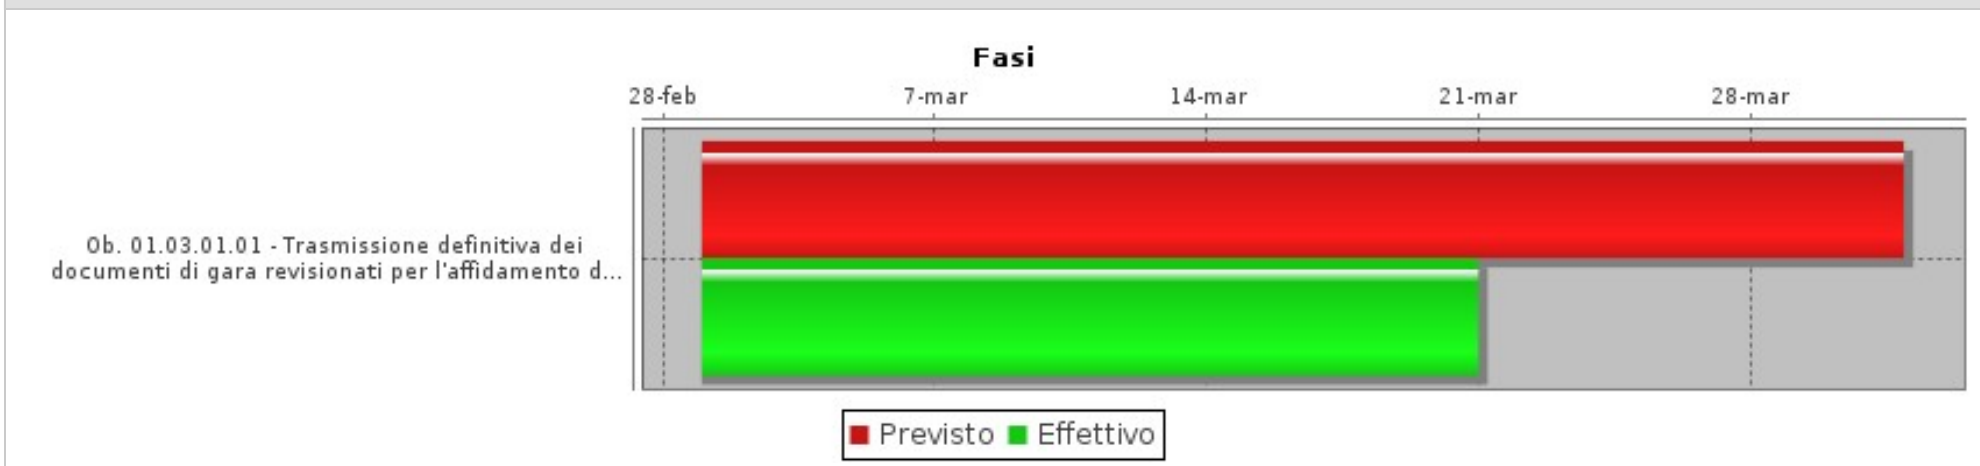 Fasi
28-feb 7-mar 14-mar 21-mar 28-mar
Ob. 01.03.01.01 - Trasmissione definitiva dei
documenti di gara revisionati per l'affidamento d...
Previsto Effettivo